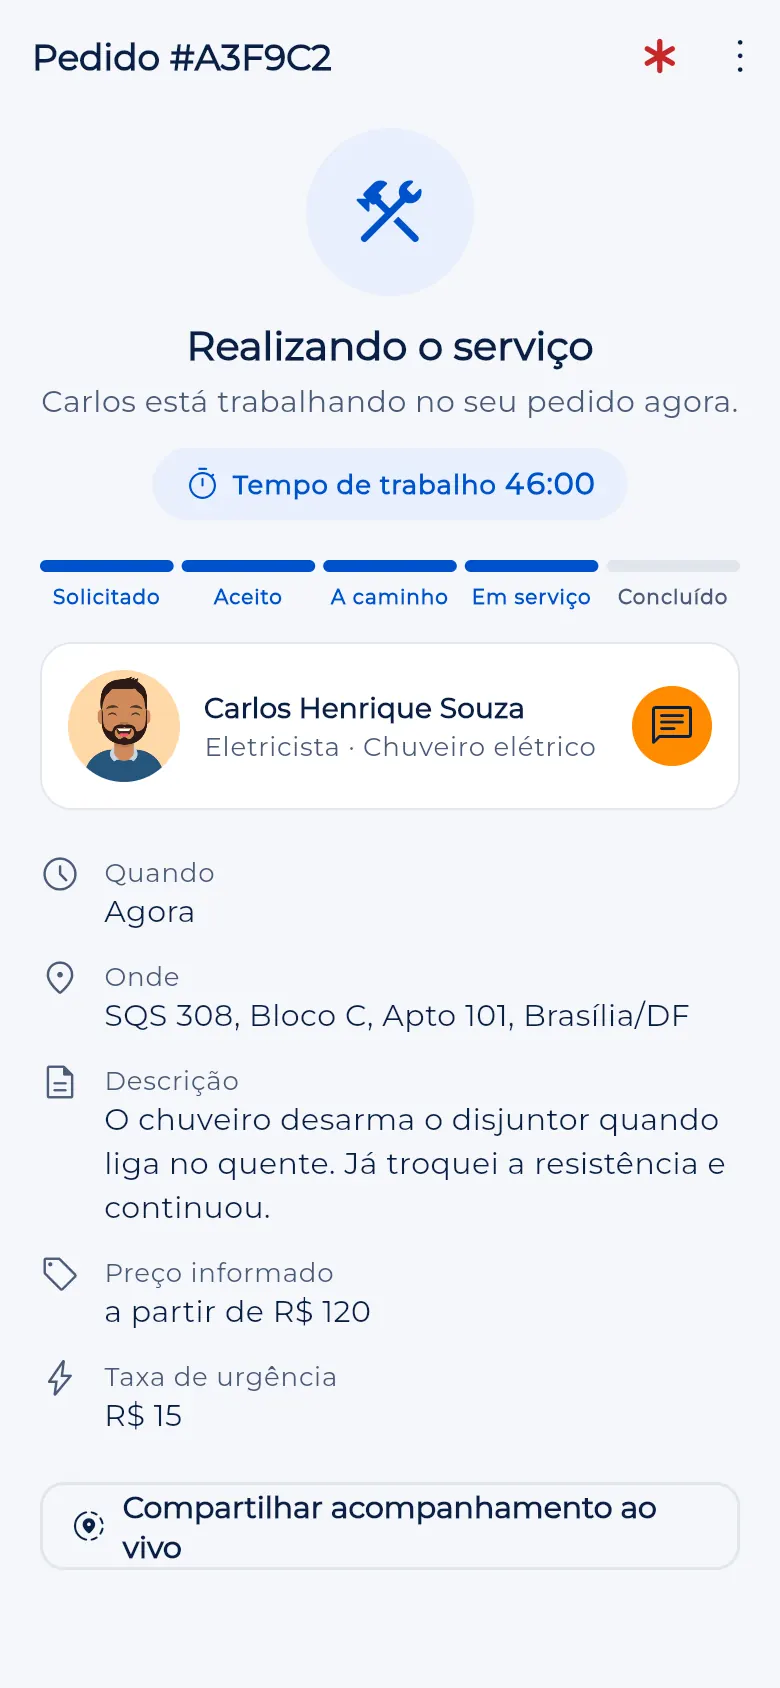 Pedido #A3F9C2
Realizando o serviço
Carlos está trabalhando no seu pedido agora.
Tempo de trabalho 46:00
Solicitado Aceito A caminho Em serviço Concluído
Carlos Henrique Souza
Eletricista · Chuveiro elétrico
Quando
Agora
Onde
SQS 308, Bloco C, Apto 101, Brasília/DF
Descrição
O chuveiro desarma o disjuntor quando
liga no quente. Já troquei a resistência e
continuou.
Preço informado
a partir de R$ 120
Taxa de urgência
R$ 15
Compartilhar acompanhamento ao
vivo